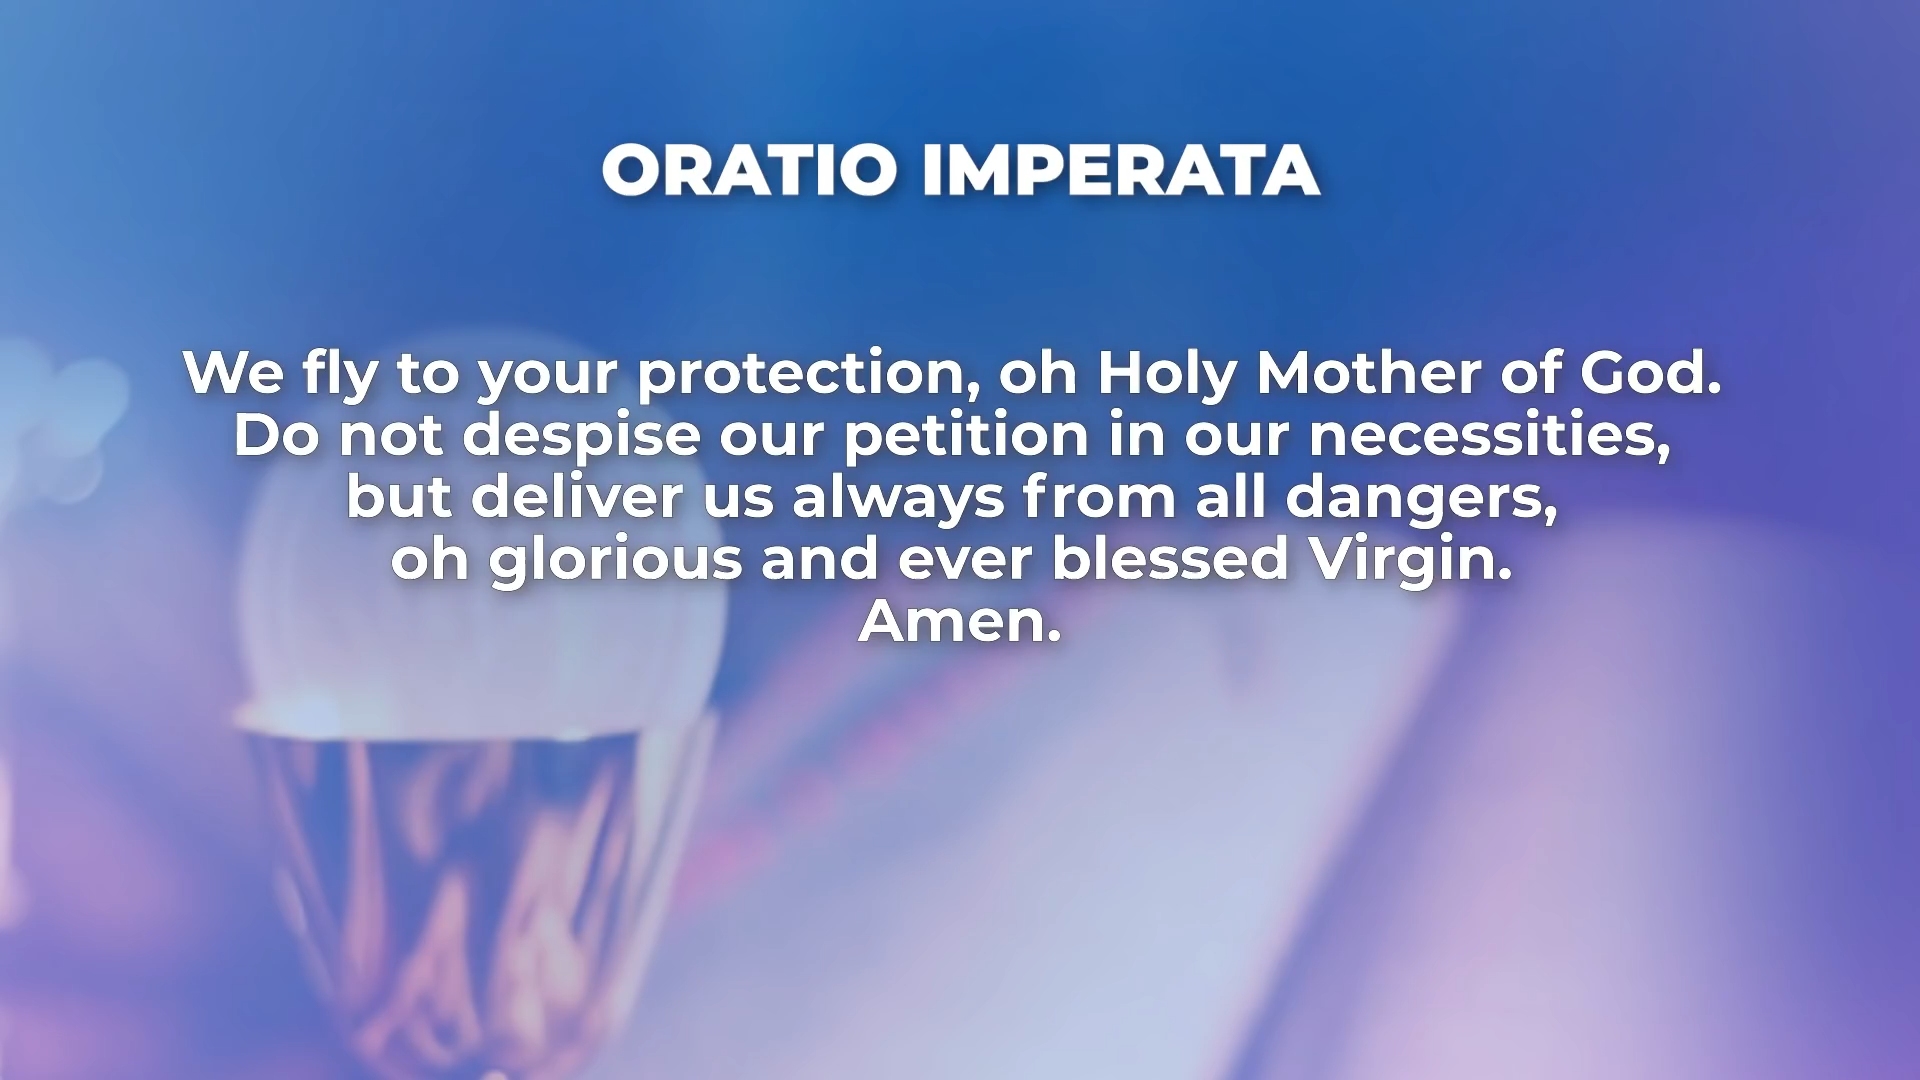 ORATIO IMPERATA
We fly to your protection, oh Holy Mother of God.
Do not despise our petition in our necessities,
but deliver us always from all dangers,
oh glorious and ever blessed Virgin.
Amen.